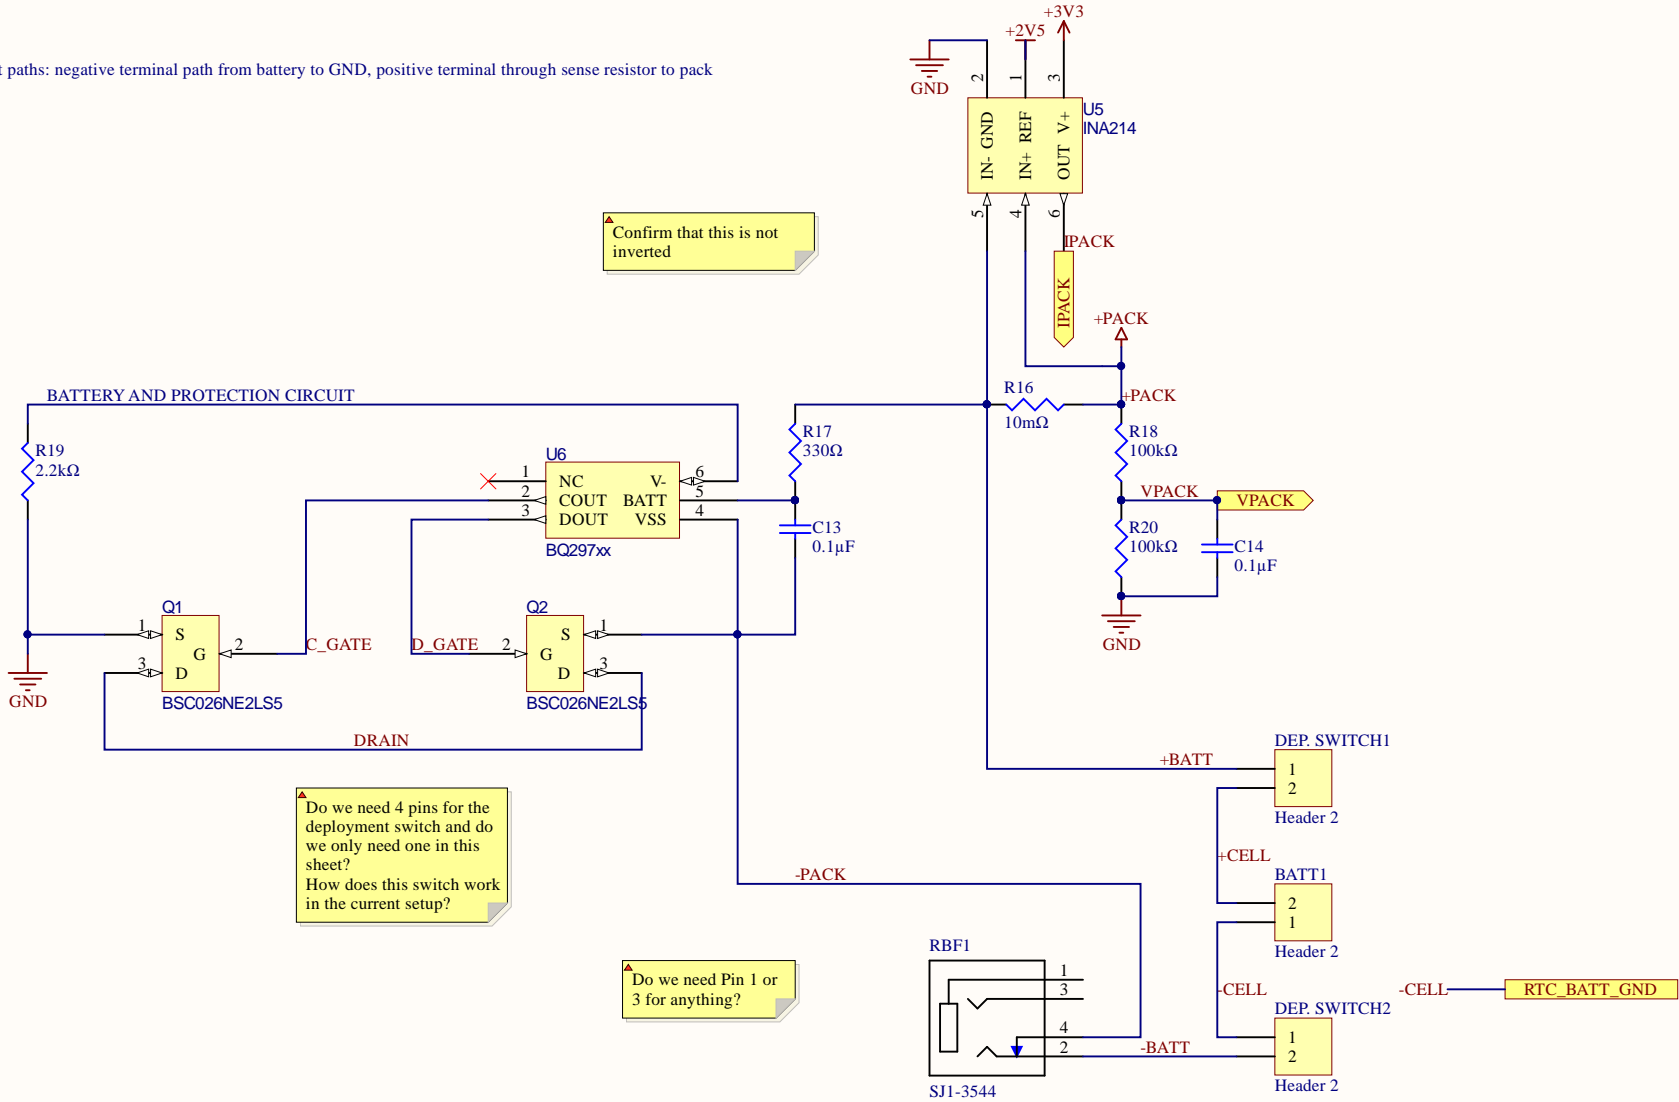 +3V3
+2V5
t paths: negative terminal path from battery to GND, positive terminal through sense resistor to pack
GND
2
1
3
U5
INA214
IN- GND
IN+ REF
OUT V+
5
4
6
IPACK
IPACK
Confirm that this is not
inverted
+PACK
+PACK
R16
10mΩ
BATTERY AND PROTECTION CIRCUIT
R19
2.2kΩ
R17
330Ω
R18
100kΩ
U6
1
2
3
NC
COUT
DOUT
V-
BATT
VSS
6
5
4
BQ297xx
C13
0.1µF
VPACK
VPACK
R20
100kΩ
C14
0.1µF
GND
Q1
1
S
G
2
3
D
BSC026NE2LS5
C_GATE
D_GATE
Q2
2
G
S
1
D
3
BSC026NE2LS5
GND
DRAIN
+BATT
DEP. SWITCH1
1
2
Header 2
Do we need 4 pins for the
deployment switch and do
we only need one in this
sheet?
How does this switch work
in the current setup?
+CELL
-PACK
BATT1
2
1
Header 2
RBF1
1
3
4
2
SJ1-3544
Do we need Pin 1 or
3 for anything?
-CELL
-CELL
RTC_BATT_GND
DEP. SWITCH2
-BATT
1
2
Header 2